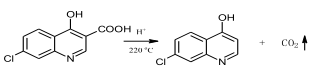 OH OH
COOH H⁺
Cl N 220 °C Cl N + CO₂↑